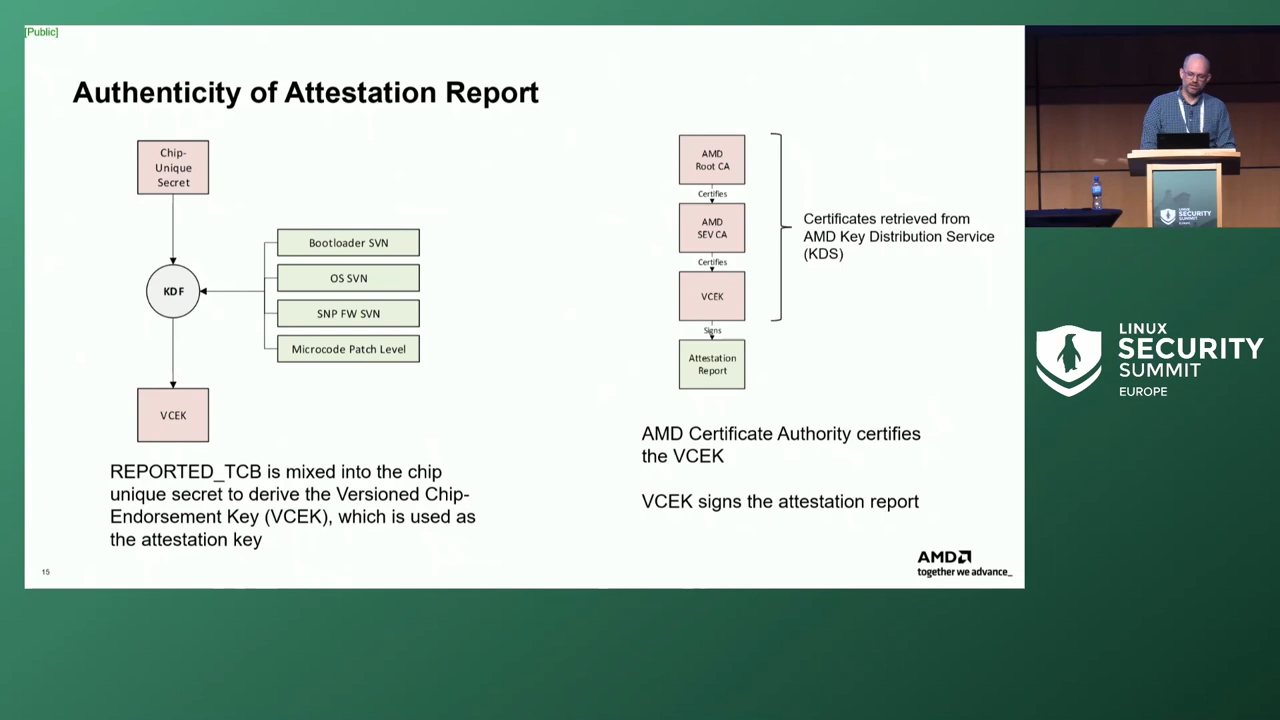 [Public]
Authenticity of Attestation Report
Chip-
Unique
Secret
KDF
Bootloader SVN
OS SVN
SNP FW SVN
Microcode Patch Level
VCEK
REPORTED_TCB is mixed into the chip
unique secret to derive the Versioned Chip-
Endorsement Key (VCEK), which is used as
the attestation key
AMD
Root CA
Certifies
AMD
SEV CA
Certifies
VCEK
Signs
Attestation
Report
Certificates retrieved from
AMD Key Distribution Service
(KDS)
AMD Certificate Authority certifies
the VCEK
VCEK signs the attestation report
15
AMD
together we advance_
LINUX
SECURITY
SUMMIT
LINUX
SECURITY
SUMMIT
EUROPE